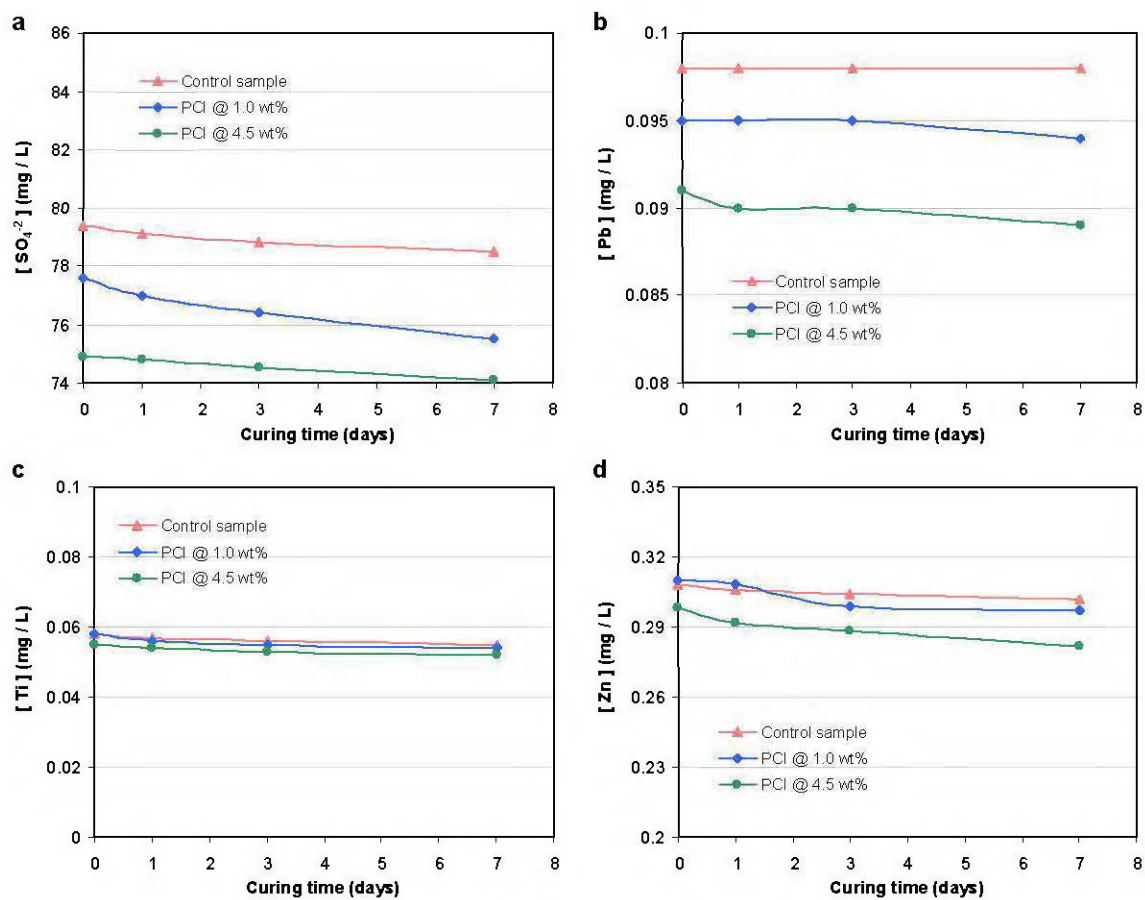 a
86
84
82
80
78
76
74
[ SO4-2 ] (mg / L)
Control sample
PCI @ 1.0 wt%
PCI @ 4.5 wt%
0 1 2 3 4 5 6 7 8
Curing time (days)
b
0.1
0.095
0.09
0.085
0.08
[ Pb ] (mg / L)
Control sample
PCI @ 1.0 wt%
PCI @ 4.5 wt%
0 1 2 3 4 5 6 7 8
Curing time (days)
c
0.1
0.08
0.06
0.04
0.02
0
[ Ti ] (mg / L)
Control sample
PCI @ 1.0 wt%
PCI @ 4.5 wt%
0 1 2 3 4 5 6 7 8
Curing time (days)
d
0.35
0.32
0.29
0.26
0.23
0.2
[ Zn ] (mg / L)
Control sample
PCI @ 1.0 wt%
PCI @ 4.5 wt%
0 1 2 3 4 5 6 7 8
Curing time (days)